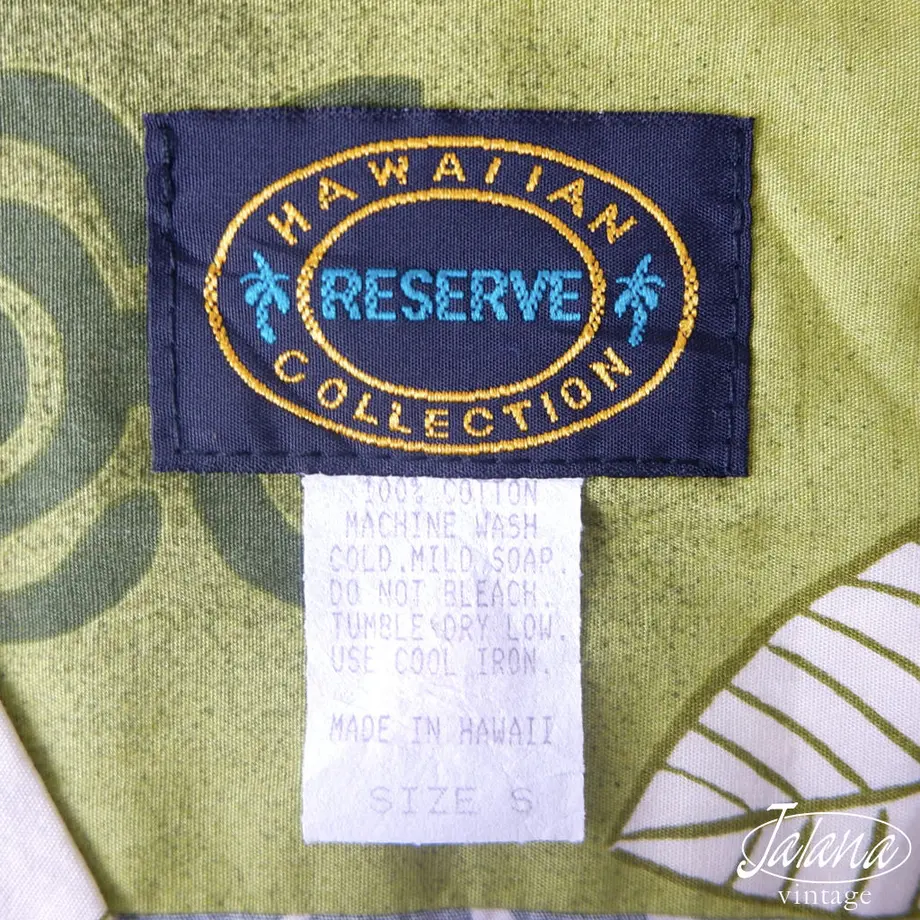 HAWAIIAN
RESERVE
COLLECTION
100% COTTON
MACHINE WASH
COLD.MILD SOAP.
DO NOT BLEACH.
TUMBLE DRY LOW.
USE COOL IRON.
MADE IN HAWAII
SIZE S
Jalana
vintage